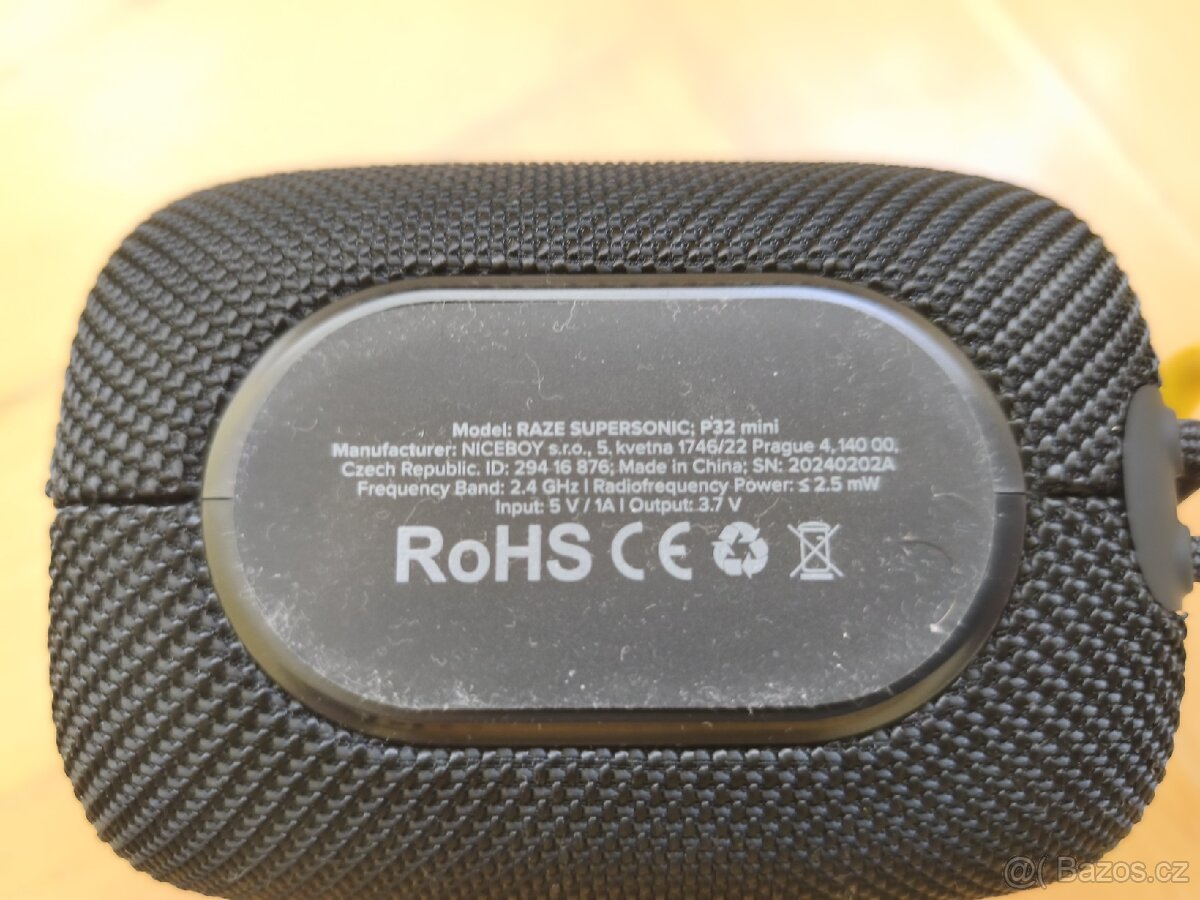 Model: RAZE SUPERSONIC; P32 mini
Manufacturer: NICEBOY s.r.o., 5. kvetna 1746/22 Prague 4, 140 00.
Czech Republic. ID: 294 16 876; Made in China; SN: 20240202A
Frequency Band: 2.4 GHz | Radiofrequency Power: ≤ 2.5 mW
Input: 5 V / 1A | Output: 3.7 V
RoHS CE
@( Bazos.cz